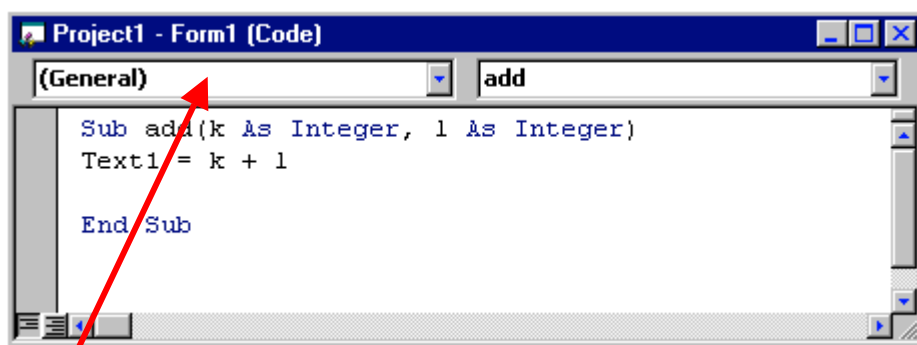 Project1 - Form1 (Code)
(General) add
Sub add(k As Integer, l As Integer)
Text1 = k + l
End Sub